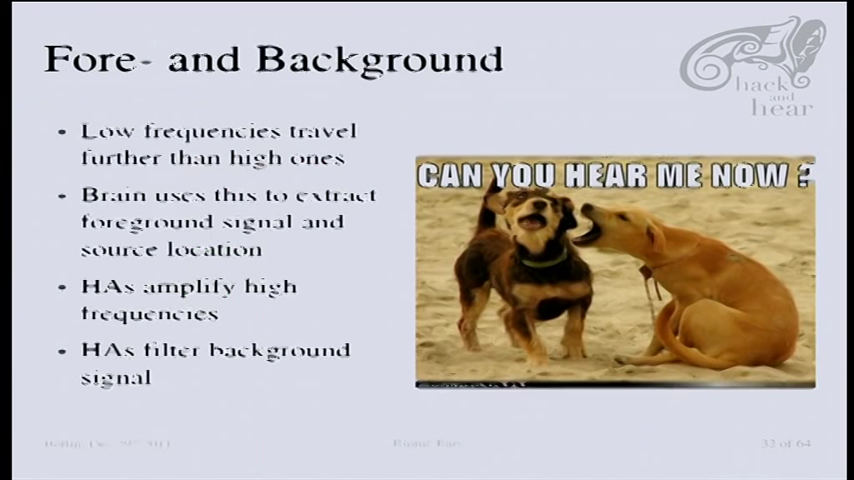 Fore- and Background
hack
and
hear
• Low frequencies travel
further than high ones
• Brain uses this to extract
foreground signal and
source location
• HAs amplify high
frequencies
• HAs filter background
signal
CAN YOU HEAR ME NOW ?
Bionic Ears
32 of 64